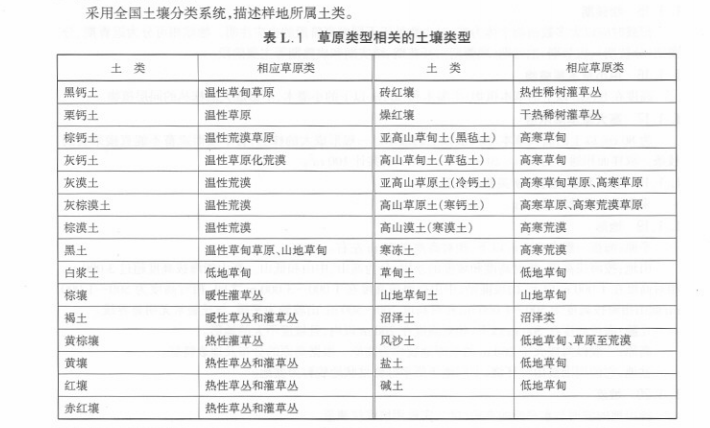 采用全国土壤分类系统,描述样地所属土类。
表 L.1 草原类型相关的土壤类型
土 类 相应草原类 土 类 相应草原类
黑钙土 温性草甸草原 砖红壤 热性稀树灌草丛
栗钙土 温性草原 燥红壤 干热稀树灌草丛
棕钙土 温性荒漠草原 亚高山草甸土(黑毡土) 高寒草甸
灰钙土 温性草原化荒漠 高山草甸土(草毡土) 高寒草甸
灰漠土 温性荒漠 亚高山草原土(冷钙土) 高寒草甸草原、高寒草原
灰棕漠土 温性荒漠 高山草原土(寒钙土) 高寒草原、高寒荒漠草原
棕漠土 温性荒漠 高山漠土(寒漠土) 高寒荒漠
黑土 温性草甸草原、山地草甸 寒冻土 高寒荒漠
白浆土 低地草甸 草甸土 低地草甸
棕壤 暖性灌草丛 山地草甸土 山地草甸
褐土 暖性草丛和灌草丛 沼泽土 沼泽类
黄棕壤 热性灌草丛 风沙土 低地草甸、草原至荒漠
黄壤 热性草丛和灌草丛 盐土 低地草甸
红壤 热性草丛和灌草丛 碱土 低地草甸
赤红壤 热性草丛和灌草丛